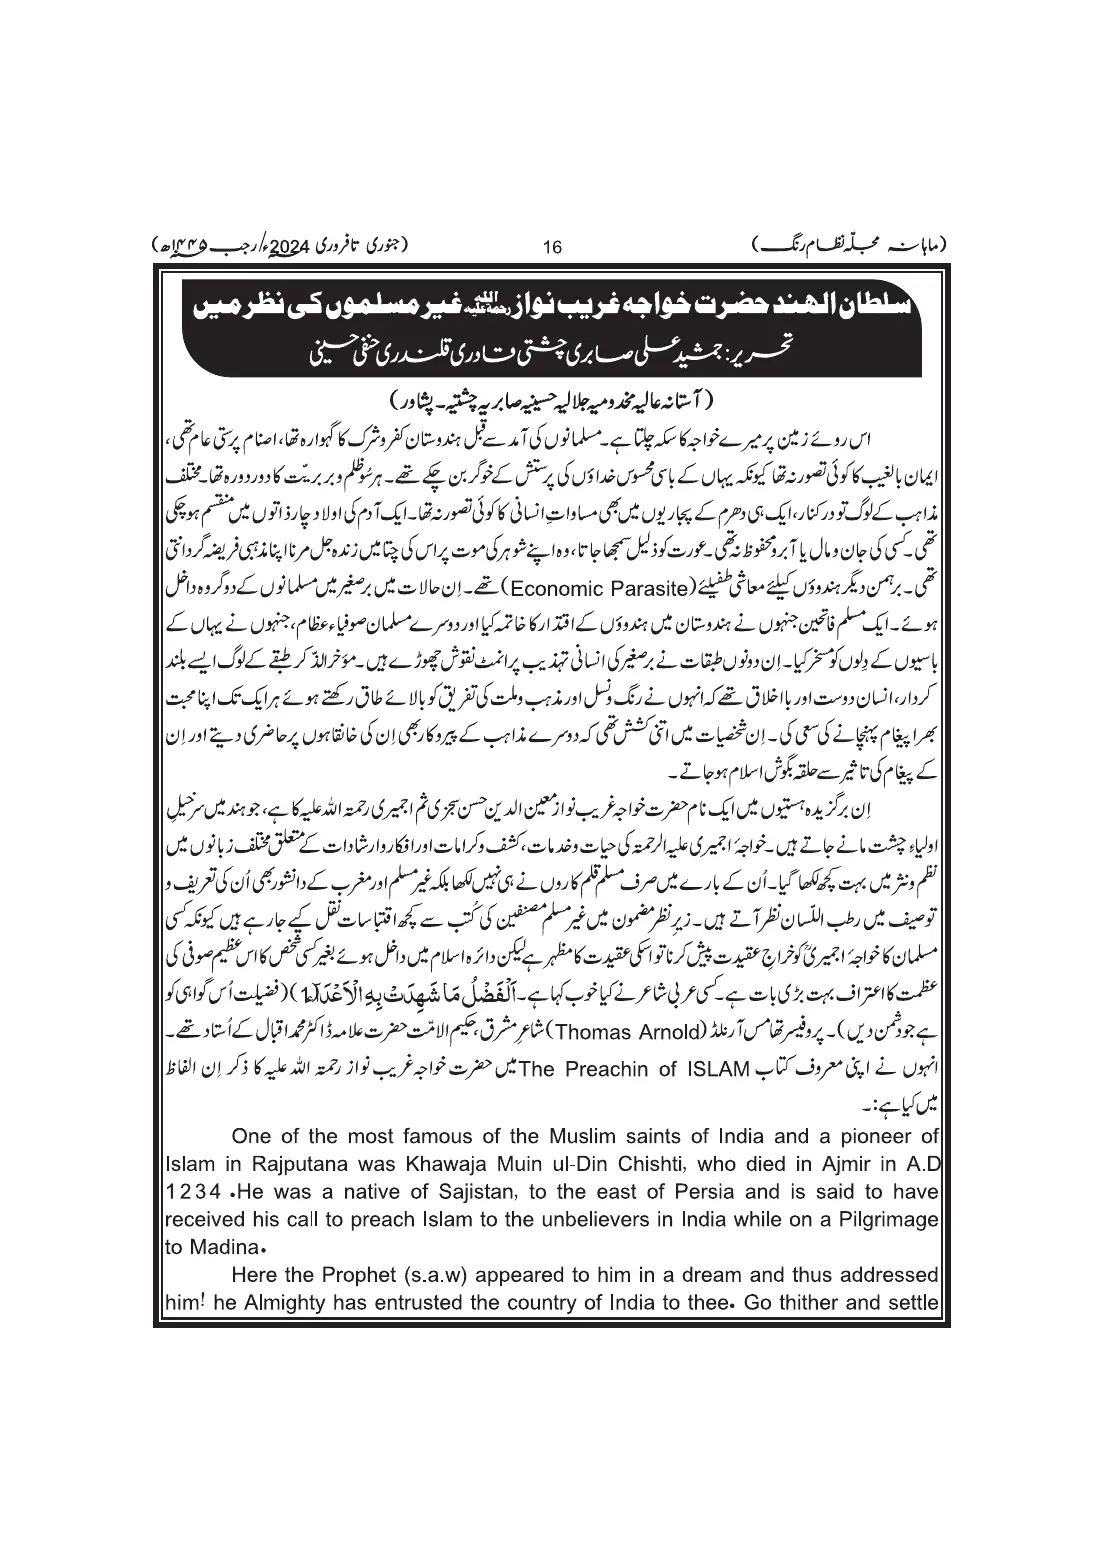 (ماہانہ مجلّہ نظام رنگ) 16 (جنوری تا فروری 2024ء/رجب ۱۴۴۵ھ)
سلطان الھند حضرت خواجہ غریب نواز رحمۃ اللہ علیہ غیر مسلموں کی نظر میں
تحریر: جمشید علی صابری چشتی قادری قلندری حنفی حسینی
(آستانہ عالیہ مخدومیہ جلالیہ حسینیہ صابریہ چشتیہ۔ پشاور)
اس روئے زمین پر میرے خواجہ کا سکہ چلتا ہے۔ مسلمانوں کی آمد سے قبل ہندوستان کفر و شرک کا گہوارہ تھا، اصنام پرستی عام تھی،
ایمان بالغیب کا کوئی تصور نہ تھا کیونکہ یہاں کے باسی محسوس خداؤں کی پرستش کے خوگر بن چکے تھے۔ ہر سُو ظلم و بربریّت کا دور دورہ تھا۔ مختلف
مذاہب کے لوگ تو درکنار، ایک ہی دھرم کے پجاریوں میں بھی مساواتِ انسانی کا کوئی تصور نہ تھا۔ ایک آدم کی اولاد چار ذاتوں میں منقسم ہو چکی
تھی۔ کسی کی جان و مال یا آبرو محفوظ نہ تھی۔ عورت کو ذلیل سمجھا جاتا، وہ اپنے شوہر کی موت پر اس کی چتا میں زندہ جل مرنا اپنا مذہبی فریضہ گردانتی
تھی۔ برہمن دیگر ہندوؤں کیلئے معاشی طفیلئے (Economic Parasite) تھے۔ اِن حالات میں برصغیر میں مسلمانوں کے دو گروہ داخل
ہوئے۔ ایک مسلم فاتحین جنہوں نے ہندوستان میں ہندوؤں کے اقتدار کا خاتمہ کیا اور دوسرے مسلمان صوفیاء عظام، جنہوں نے یہاں کے
باسیوں کے دِلوں کو مسخر کیا۔ اِن دونوں طبقات نے برصغیر کی انسانی تہذیب پر انمٹ نقوش چھوڑے ہیں۔ مؤخر الذّکر طبقے کے لوگ ایسے بلند
کردار، انسان دوست اور بااخلاق تھے کہ انہوں نے رنگ و نسل اور مذہب و ملت کی تفریق کو بالائے طاق رکھتے ہوئے ہر ایک تک اپنا محبت
بھرا پیغام پہنچانے کی سعی کی۔ اِن شخصیات میں اتنی کشش تھی کہ دوسرے مذاہب کے پیروکار بھی اِن کی خانقاہوں پر حاضری دیتے اور اِن
کے پیغام کی تاثیر سے حلقہ بگوش اسلام ہو جاتے۔
اِن برگزیدہ ہستیوں میں ایک نام حضرت خواجہ غریب نواز معین الدین حسن سجزی ثم اجمیری رحمتہ اللہ علیہ کا ہے، جو ہند میں سرخیلِ
اولیاءِ چشت مانے جاتے ہیں۔ خواجۂ اجمیری علیہ الرحمتہ کی حیات و خدمات، کشف و کرامات اور افکار و ارشادات کے متعلق مختلف زبانوں میں
نظم و نثر میں بہت کچھ لکھا گیا۔ اُن کے بارے میں صرف مسلم قلم کاروں نے ہی نہیں لکھا بلکہ غیر مسلم اور مغرب کے دانشور بھی اُن کی تعریف و
توصیف میں رطب اللّسان نظر آتے ہیں۔ زیرِ نظر مضمون میں غیر مسلم مصنفین کی کُتب سے کچھ اقتباسات نقل کیے جا رہے ہیں کیونکہ کسی
مسلمان کا خواجۂ اجمیریؒ کو خراجِ عقیدت پیش کرنا تو اسکی عقیدت کا مظہر ہے لیکن دائرہ اسلام میں داخل ہوئے بغیر کسی شخص کا اس عظیم صوفی کی
عظمت کا اعتراف بہت بڑی بات ہے۔ کسی عربی شاعر نے کیا خوب کہا ہے۔ اَلْفَضْلُ مَا شَهِدَتْ بِهِ الْاَعْدَآءُ) (فضیلت اُس گواہی کو
ہے جو دشمن دیں)۔ پروفیسر تھامس آرنلڈ (Thomas Arnold) شاعرِ مشرق، حکیم الامّت حضرت علامہ ڈاکٹر محمد اقبال کے اُستاد تھے۔
انہوں نے اپنی معروف کتاب The Preachin of ISLAM میں حضرت خواجہ غریب نواز رحمتہ اللہ علیہ کا ذکر اِن الفاظ
میں کیا ہے:۔
One of the most famous of the Muslim saints of India and a pioneer of
Islam in Rajputana was Khawaja Muin ul-Din Chishti, who died in Ajmir in A.D
1234 .He was a native of Sajistan, to the east of Persia and is said to have
received his call to preach Islam to the unbelievers in India while on a Pilgrimage
to Madina.
Here the Prophet (s.a.w) appeared to him in a dream and thus addressed
him! he Almighty has entrusted the country of India to thee. Go thither and settle